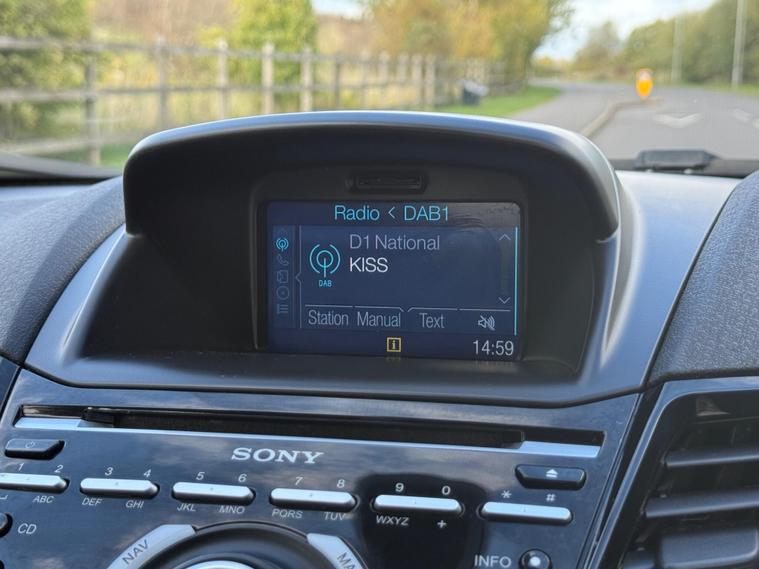 Radio < DAB1
D1 National
KISS
DAB
Station Manual Text
i
14:59
SONY
1 2 3 4 5 6 7 8 9 0 * #
ABC DEF GHI JKL MNO PQRS TUV WXYZ +
CD
NAV
INFO